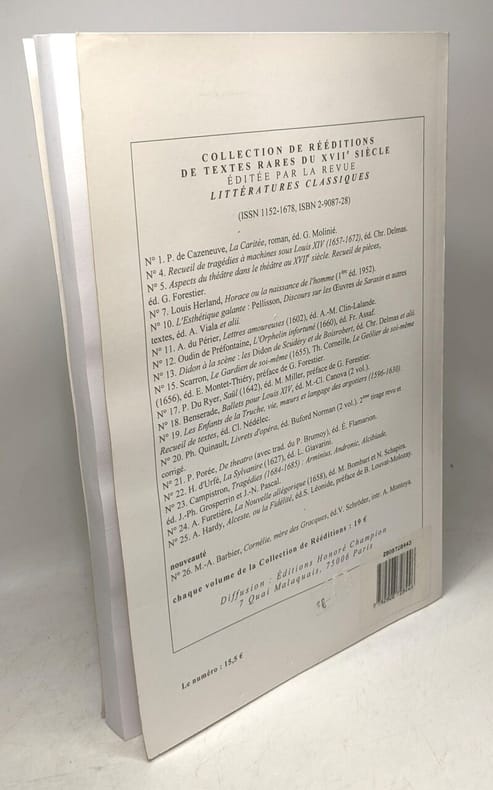 COLLECTION DE RÉÉDITIONS
DE TEXTES RARES DU XVIIᵉ SIÈCLE
ÉDITÉE PAR LA REVUE
LITTÉRATURES CLASSIQUES
(ISSN 1152-1678, ISBN 2-9087-28)
N° 1. P. de Cazeneuve, La Caritée, roman, éd. G. Molinié.
N° 4. Recueil de tragédies à machines sous Louis XIV (1657-1672), éd. Chr. Delmas.
N° 5. Aspects du théâtre dans le théâtre au XVIIᵉ siècle. Recueil de pièces,
éd. G. Forestier.
N° 7. Louis Herland, Horace ou la naissance de l'homme (1ère éd. 1952).
N° 10. L'Esthétique galante : Pellisson, Discours sur les Œuvres de Sarasin et autres
textes, éd. A. Viala et alii.
N° 11. A. du Périer, Lettres amoureuses (1602), éd. A.-M. Clin-Lalande.
N° 12. Oudin de Préfontaine, L'Orphelin infortuné (1660), éd. Fr. Assaf.
N° 13. Didon à la scène : les Didon de Scudéry et de Boisrobert, éd. Chr. Delmas et alii.
N° 15. Scarron, Le Gardien de soi-même (1655), Th. Corneille, Le Geôlier de soi-même
(1656), éd. E. Montet-Thiéry, préface de G. Forestier.
N° 17. P. Du Ryer, Saül (1642), éd. M. Miller, préface de G. Forestier.
N° 18. Benserade, Ballets pour Louis XIV, éd. M.-Cl. Canova (2 vol.).
N° 19. Les Enfants de la Truche, vie, mœurs et langage des argotiers (1596-1630).
Recueil de textes, éd. Cl. Nédélec.
N° 20. Ph. Quinault, Livrets d'opéra, éd. Buford Norman (2 vol.). 2ème tirage revu et
corrigé.
N° 21. P. Porée, De theatro (avec trad. du P. Brumoy), éd. É. Flamarion.
N° 22. H. d'Urfé, La Sylvanire (1627), éd. L. Giavarini.
N° 23. Campistron, Tragédies (1684-1685) : Arminius, Andronic, Alcibiade,
éd. J.-Ph. Grosperrin et J.-N. Pascal.
N° 24. A. Furetière, La Nouvelle allégorique (1658), éd. M. Bombart et N. Schapira.
N° 25. A. Hardy, Alceste, ou la Fidélité, éd.S. Léonide, préface de B. Louvat-Molozay.
nouveauté
N° 26. M.-A. Barbier, Cornélie, mère des Gracques, éd.V. Schröder, intr. A. Montoya.
chaque volume de la Collection de Rééditions : 19 €
Diffusion : Éditions Honoré Champion
7 Quai Malaquais, 75006 Paris
Le numéro : 15,5 €